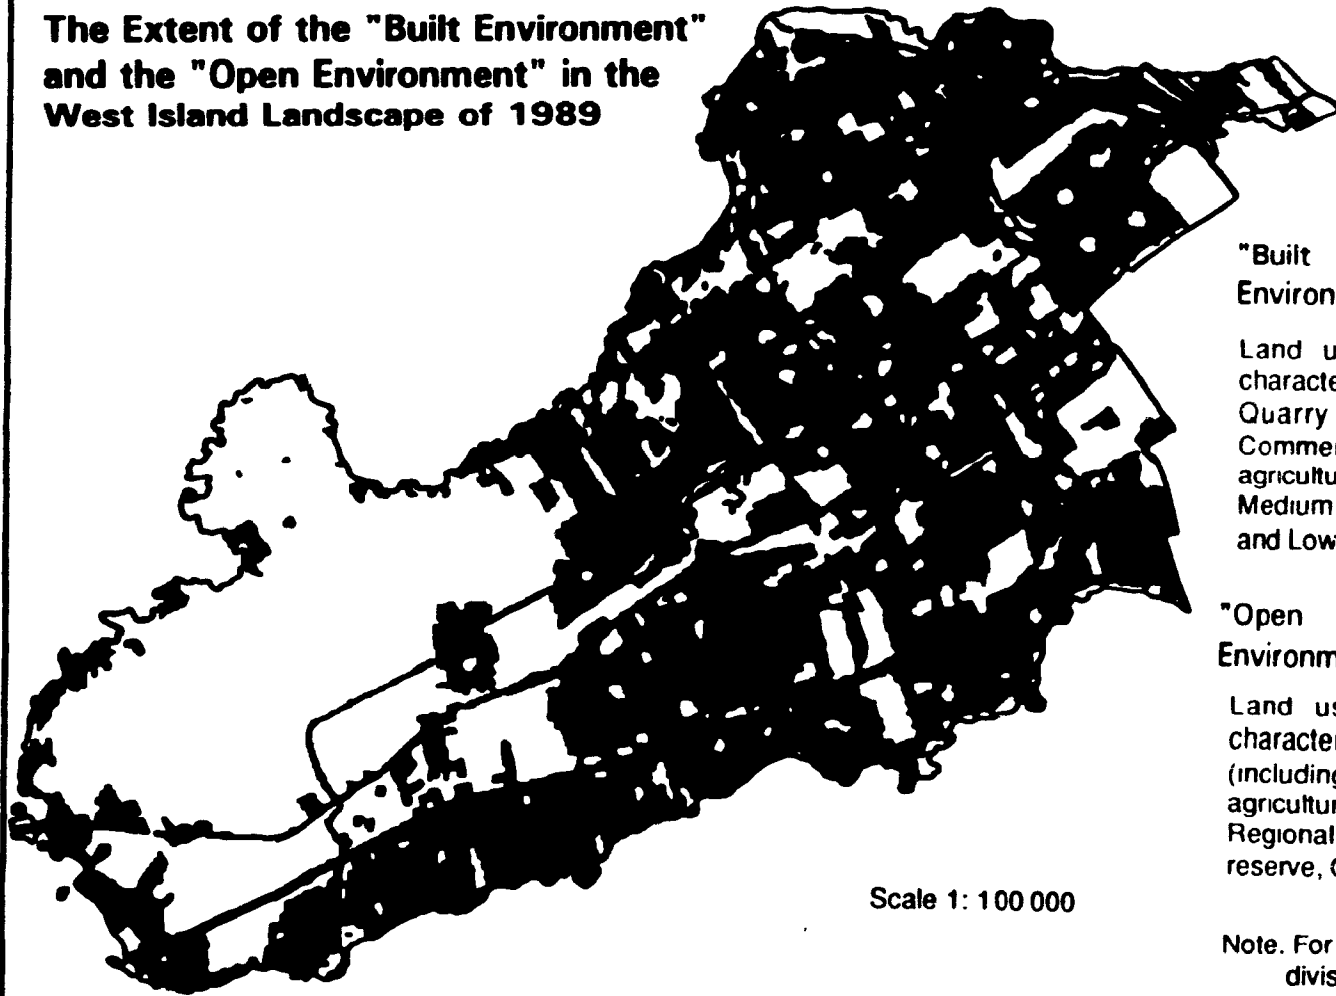 The Extent of the "Built Environment"
and the "Open Environment" in the
West Island Landscape of 1989
"Built
Environ
Land u
characte
Quarry
Commer
agricultu
Medium
and Low
"Open
Environm
Land us
character
(including
agricultur
Regional
reserve,
Scale 1: 100 000
Note. For
divis